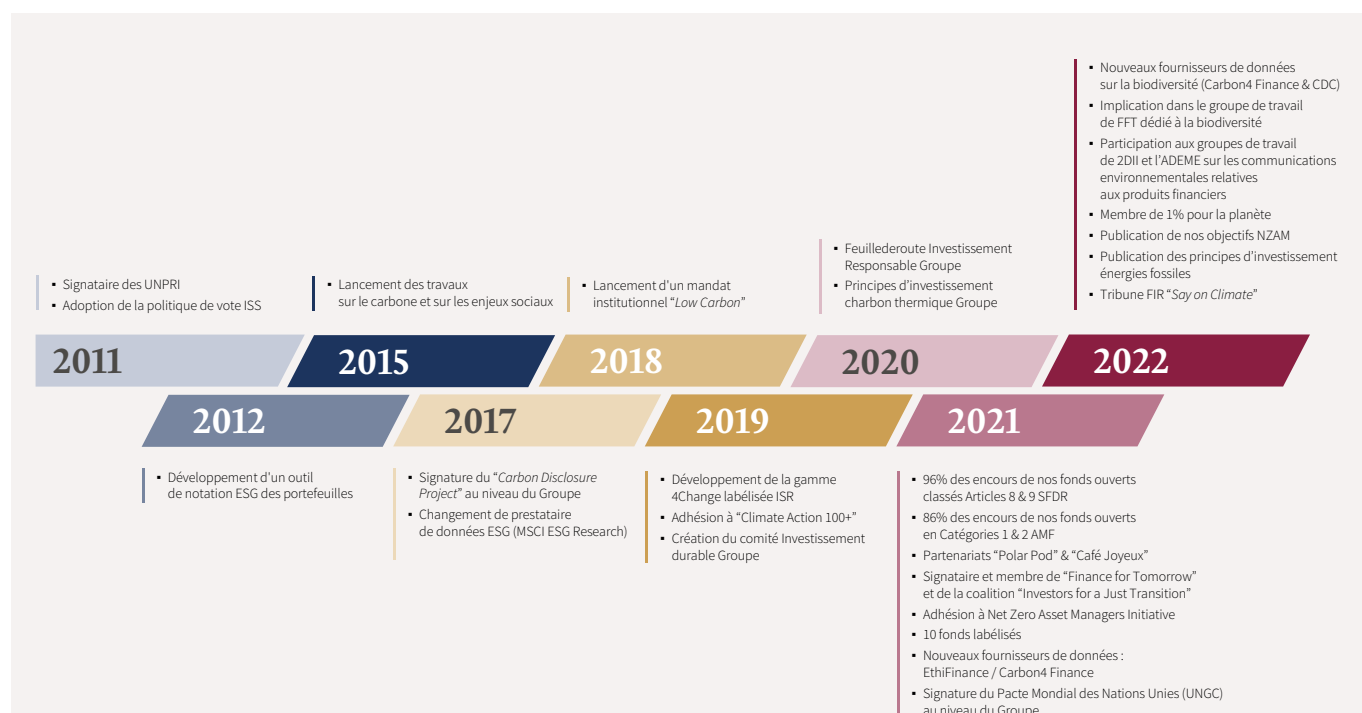 ▪ Nouveaux fournisseurs de données
sur la biodiversité (Carbon4 Finance & CDC)
▪ Implication dans le groupe de travail
de FFT dédié à la biodiversité
▪ Participation aux groupes de travail
de 2DII et l'ADEME sur les communications
environnementales relatives
aux produits financiers
▪ Membre de 1% pour la planète
▪ Publication de nos objectifs NZAM
▪ Publication des principes d'investissement
énergies fossiles
▪ Tribune FIR “Say on Climate”
▪ Signataire des UNPRI
▪ Adoption de la politique de vote ISS
▪ Lancement des travaux
sur le carbone et sur les enjeux sociaux
▪ Lancement d'un mandat
institutionnel “Low Carbon”
▪ Feuillederoute Investissement
Responsable Groupe
▪ Principes d'investissement
charbon thermique Groupe
2011
2015
2018
2020
2022
2012
2017
2019
2021
▪ Développement d'un outil
de notation ESG des portefeuilles
▪ Signature du “Carbon Disclosure
Project” au niveau du Groupe
▪ Changement de prestataire
de données ESG (MSCI ESG Research)
▪ Développement de la gamme
4Change labélisée ISR
▪ Adhésion à “Climate Action 100+”
▪ Création du comité Investissement
durable Groupe
▪ 96% des encours de nos fonds ouverts
classés Articles 8 & 9 SFDR
▪ 86% des encours de nos fonds ouverts
en Catégories 1 & 2 AMF
▪ Partenariats “Polar Pod” & “Café Joyeux”
▪ Signataire et membre de “Finance for Tomorrow”
et de la coalition “Investors for a Just Transition”
▪ Adhésion à Net Zero Asset Managers Initiative
▪ 10 fonds labélisés
▪ Nouveaux fournisseurs de données :
EthiFinance / Carbon4 Finance
▪ Signature du Pacte Mondial des Nations Unies (UNGC)
au niveau du Groupe